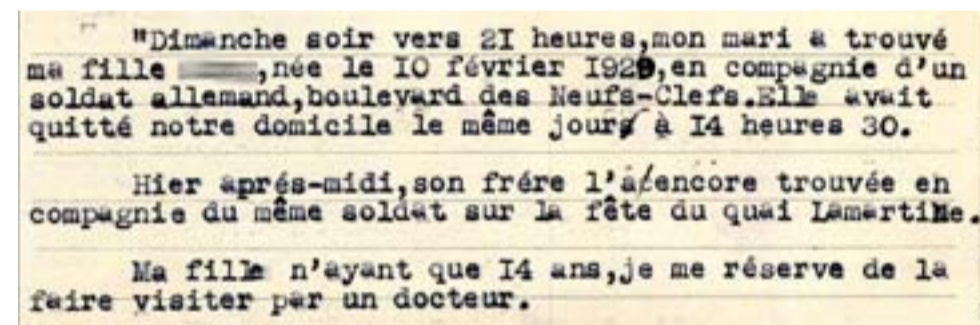 "Dimanche soir vers 2I heures,mon mari a trouvé
ma fille ,née le IO février I929,en compagnie d'un
soldat allemand,boulevard des Neufs-Clefs.Elle avait
quitté notre domicile le même jour à I4 heures 30.
Hier aprés-midi,son frére l'a encore trouvée en
compagnie du même soldat sur la fête du quai Lamartine.
Ma fille n'ayant que I4 ans,je me réserve de la
faire visiter par un docteur.